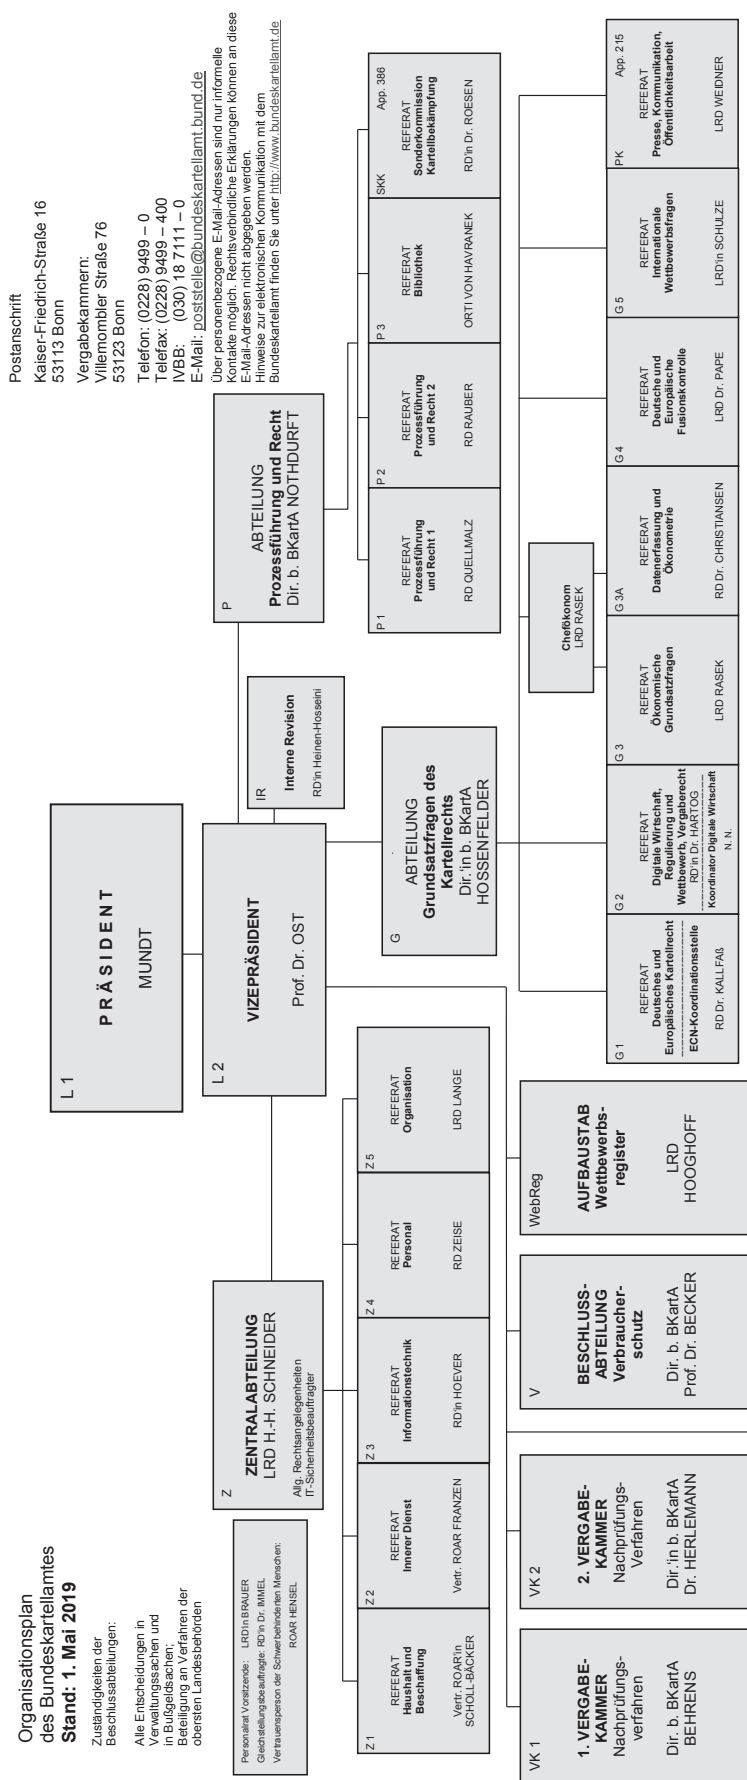 Organisationsplan
des Bundeskartellamtes
Stand: 1. Mai 2019
Zuständigkeiten der
Beschlussabteilungen:
Alle Entscheidungen in
Verwaltungssachen und
in Bußgeldsachen;
Beteiligung an Verfahren der
obersten Landesbehörden
Postanschrift
Kaiser-Friedrich-Straße 16
53113 Bonn
Vergabekammern:
Villemombler Straße 76
53123 Bonn
Telefon: (0228) 9499 – 0
Telefax: (0228) 9499 – 400
IVBB: (030) 18 7111 – 0
E-Mail: poststelle@bundeskartellamt.bund.de
Über personenbezogene E-Mail-Adressen sind nur informelle
Kontakte möglich. Rechtsverbindliche Erklärungen können an diese
E-Mail-Adressen nicht abgegeben werden.
Hinweise zur elektronischen Kommunikation mit dem
Bundeskartellamt finden Sie unter http://www.bundeskartellamt.de
L 1
PRÄSIDENT
MUNDT
L 2
VIZEPRÄSIDENT
Prof. Dr. OST
IR
Interne Revision
RD'in Heinen-Hosseini
Personalrat Vorsitzende: LRD'in BRAUER
Gleichstellungsbeauftragte: RD'in Dr. IMMEL
Vertrauensperson der Schwerbehinderten Menschen:
ROAR HENSEL
Z
ZENTRALABTEILUNG
LRD H.-H. SCHNEIDER
Allg. Rechtsangelegenheiten
IT-Sicherheitsbeauftragter
G
ABTEILUNG
Grundsatzfragen des
Kartellrechts
Dir.'in b. BKartA
HOSSENFELDER
P
ABTEILUNG
Prozessführung und Recht
Dir. b. BKartA NOTHDURFT
Z 1
REFERAT
Haushalt und
Beschaffung
Vertr. ROAR'in
SCHOLL-BÄCKER
Z 2
REFERAT
Innerer Dienst
Vertr. ROAR FRANZEN
Z 3
REFERAT
Informationstechnik
RD'in HOEVER
Z 4
REFERAT
Personal
RD ZEISE
Z 5
REFERAT
Organisation
LRD LANGE
P 1
REFERAT
Prozessführung
und Recht 1
RD QUELLMALZ
P 2
REFERAT
Prozessführung
und Recht 2
RD RAUBER
P 3
REFERAT
Bibliothek
ORTI VON HAVRANEK
SKK
App. 386
REFERAT
Sonderkommission
Kartellbekämpfung
RD'in Dr. ROESEN
Chefökonom
LRD RASEK
G 1
REFERAT
Deutsches und
Europäisches Kartellrecht
ECN-Koordinationsstelle
RD Dr. KALLFAß
G 2
REFERAT
Digitale Wirtschaft,
Regulierung und
Wettbewerb, Vergaberecht
RD'in Dr. HARTOG
Koordinator Digitale Wirtschaft
N. N.
G 3
REFERAT
Ökonomische
Grundsatzfragen
LRD RASEK
G 3A
REFERAT
Datenerfassung und
Ökonometrie
RD Dr. CHRISTIANSEN
G 4
REFERAT
Deutsche und
Europäische
Fusionskontrolle
LRD Dr. PAPE
G 5
REFERAT
Internationale
Wettbewerbsfragen
LRD'in SCHULZE
PK
App. 215
REFERAT
Presse, Kommunikation,
Öffentlichkeitsarbeit
LRD WEIDNER
VK 1
1. VERGABE-
KAMMER
Nachprüfungs-
verfahren
Dir. b. BKartA
BEHRENS
VK 2
2. VERGABE-
KAMMER
Nachprüfungs-
Verfahren
Dir.'in b. BKartA
Dr. HERLEMANN
V
BESCHLUSS-
ABTEILUNG
Verbraucher-
schutz
Dir. b. BKartA
Prof. Dr. BECKER
WebReg
AUFBAUSTAB
Wettbewerbs-
register
LRD
HOOGHOFF